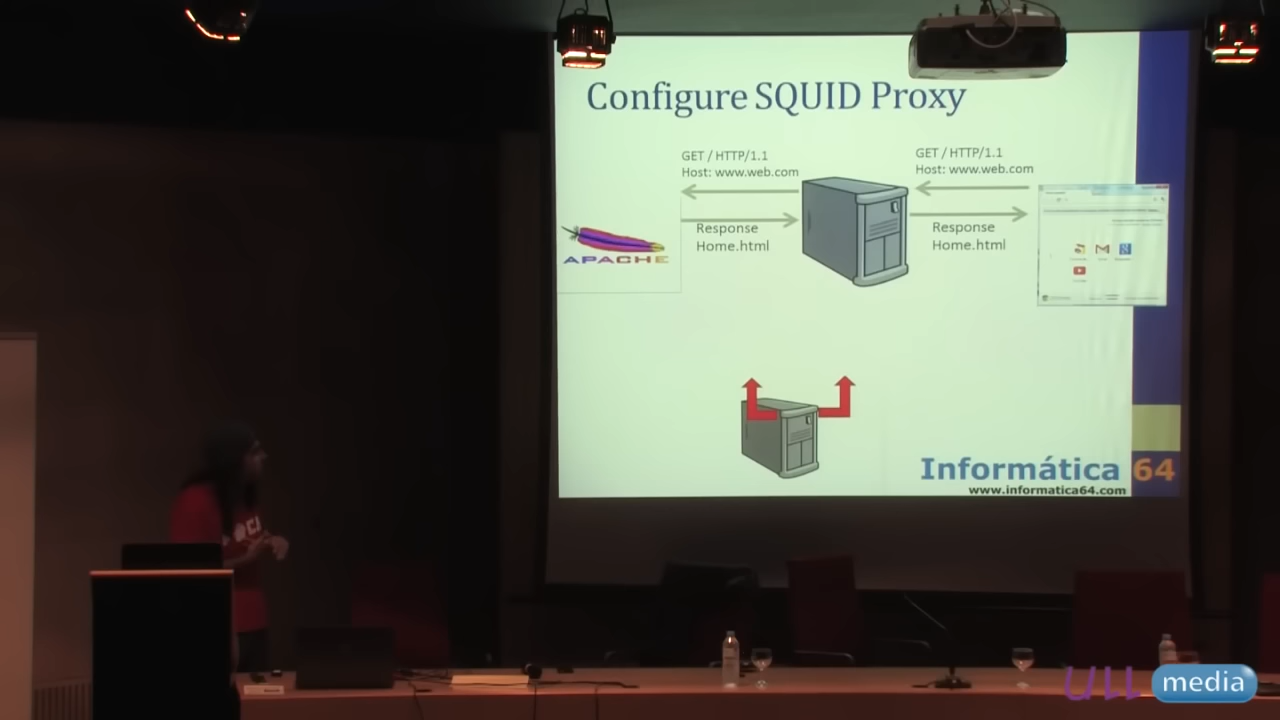 Configure SQUID Proxy
GET / HTTP/1.1
Host: www.web.com
GET / HTTP/1.1
Host: www.web.com
Response
Home.html
Response
Home.html
APACHE
Informática 64
www.informatica64.com
ULL media